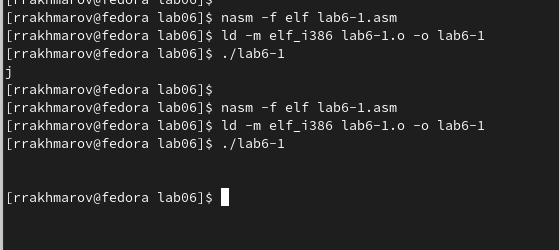 [rrakhmarov@fedora lab06]$ nasm -f elf lab6-1.asm
[rrakhmarov@fedora lab06]$ ld -m elf_i386 lab6-1.o -o lab6-1
[rrakhmarov@fedora lab06]$ ./lab6-1
j
[rrakhmarov@fedora lab06]$
[rrakhmarov@fedora lab06]$ nasm -f elf lab6-1.asm
[rrakhmarov@fedora lab06]$ ld -m elf_i386 lab6-1.o -o lab6-1
[rrakhmarov@fedora lab06]$ ./lab6-1
[rrakhmarov@fedora lab06]$